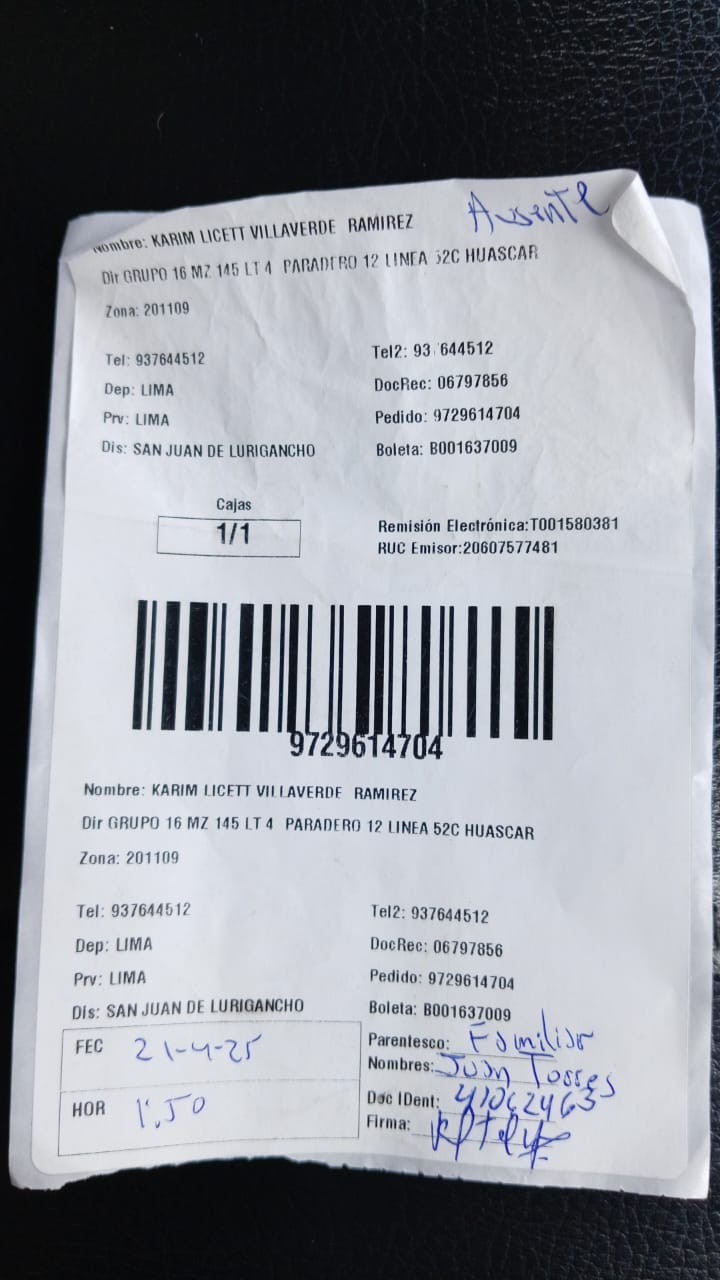 Ausente
Nombre: KARIM LICETT VILLAVERDE RAMIREZ
Dir GRUPO 16 MZ 145 LT 4 PARADERO 12 LINEA 52C HUASCAR
Zona: 201109
Tel: 937644512 Tel2: 93 644512
Dep: LIMA DocRec: 06797856
Prv: LIMA Pedido: 9729614704
Dis: SAN JUAN DE LURIGANCHO Boleta: B001637009
Cajas
1/1
Remisión Electrónica:T001580381
RUC Emisor:20607577481
9729614704
Nombre: KARIM LICETT VILLAVERDE RAMIREZ
Dir GRUPO 16 MZ 145 LT 4 PARADERO 12 LINEA 52C HUASCAR
Zona: 201109
Tel: 937644512 Tel2: 937644512
Dep: LIMA DocRec: 06797856
Prv: LIMA Pedido: 9729614704
Dis: SAN JUAN DE LURIGANCHO Boleta: B001637009
FEC 21-4-25
HOR 1:50
Parentesco: Familiar
Nombres: Juan Torres
Doc IDent: 41062463
Firma: